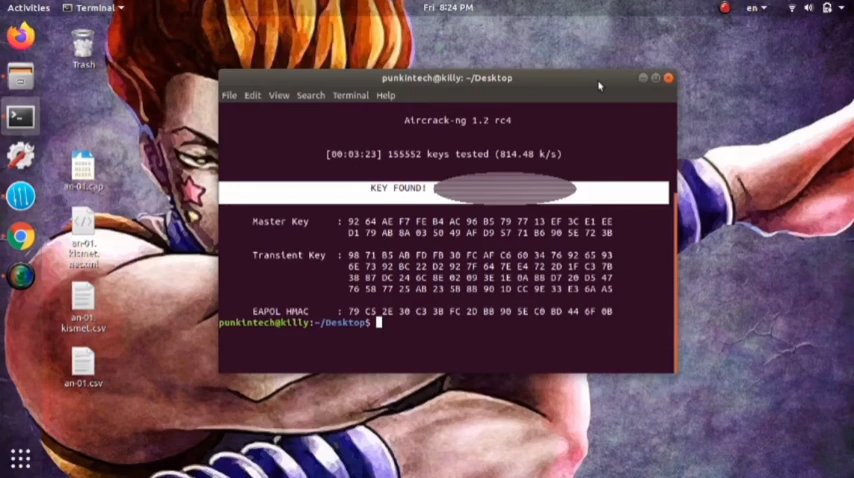 Activities Terminal Fri 8:24 PM en
Trash
an-01.cap
an-01.
kismet.
an-01.
kismet.csv
an-01.csv
punkintech@killy: ~/Desktop
File Edit View Search Terminal Help
Aircrack-ng 1.2 rc4
[00:03:23] 155552 keys tested (814.48 k/s)
KEY FOUND!
Master Key : 92 64 AE F7 FE B4 AC 96 B5 79 77 13 EF 3C E1 EE
D1 79 AB 8A 03 50 49 AF D9 57 71 B6 90 5E 72 3B
Transient Key : 98 71 B5 AB FD FB 30 FC AF C6 60 34 76 92 65 93
6E 73 92 BC 22 D2 92 7F 64 7E E4 72 2D 1F C3 7B
38 B7 DC 24 6C 8E 02 09 3E 1E 0A BB D7 20 D5 47
76 58 77 25 AB 23 5B 8B 90 1D CC 9E 33 E3 6A A5
EAPOL HMAC : 79 C5 2E 30 C3 3B FC 2D BB 90 5E C0 BD 44 6F 0B
punkintech@killy:~/Desktop$